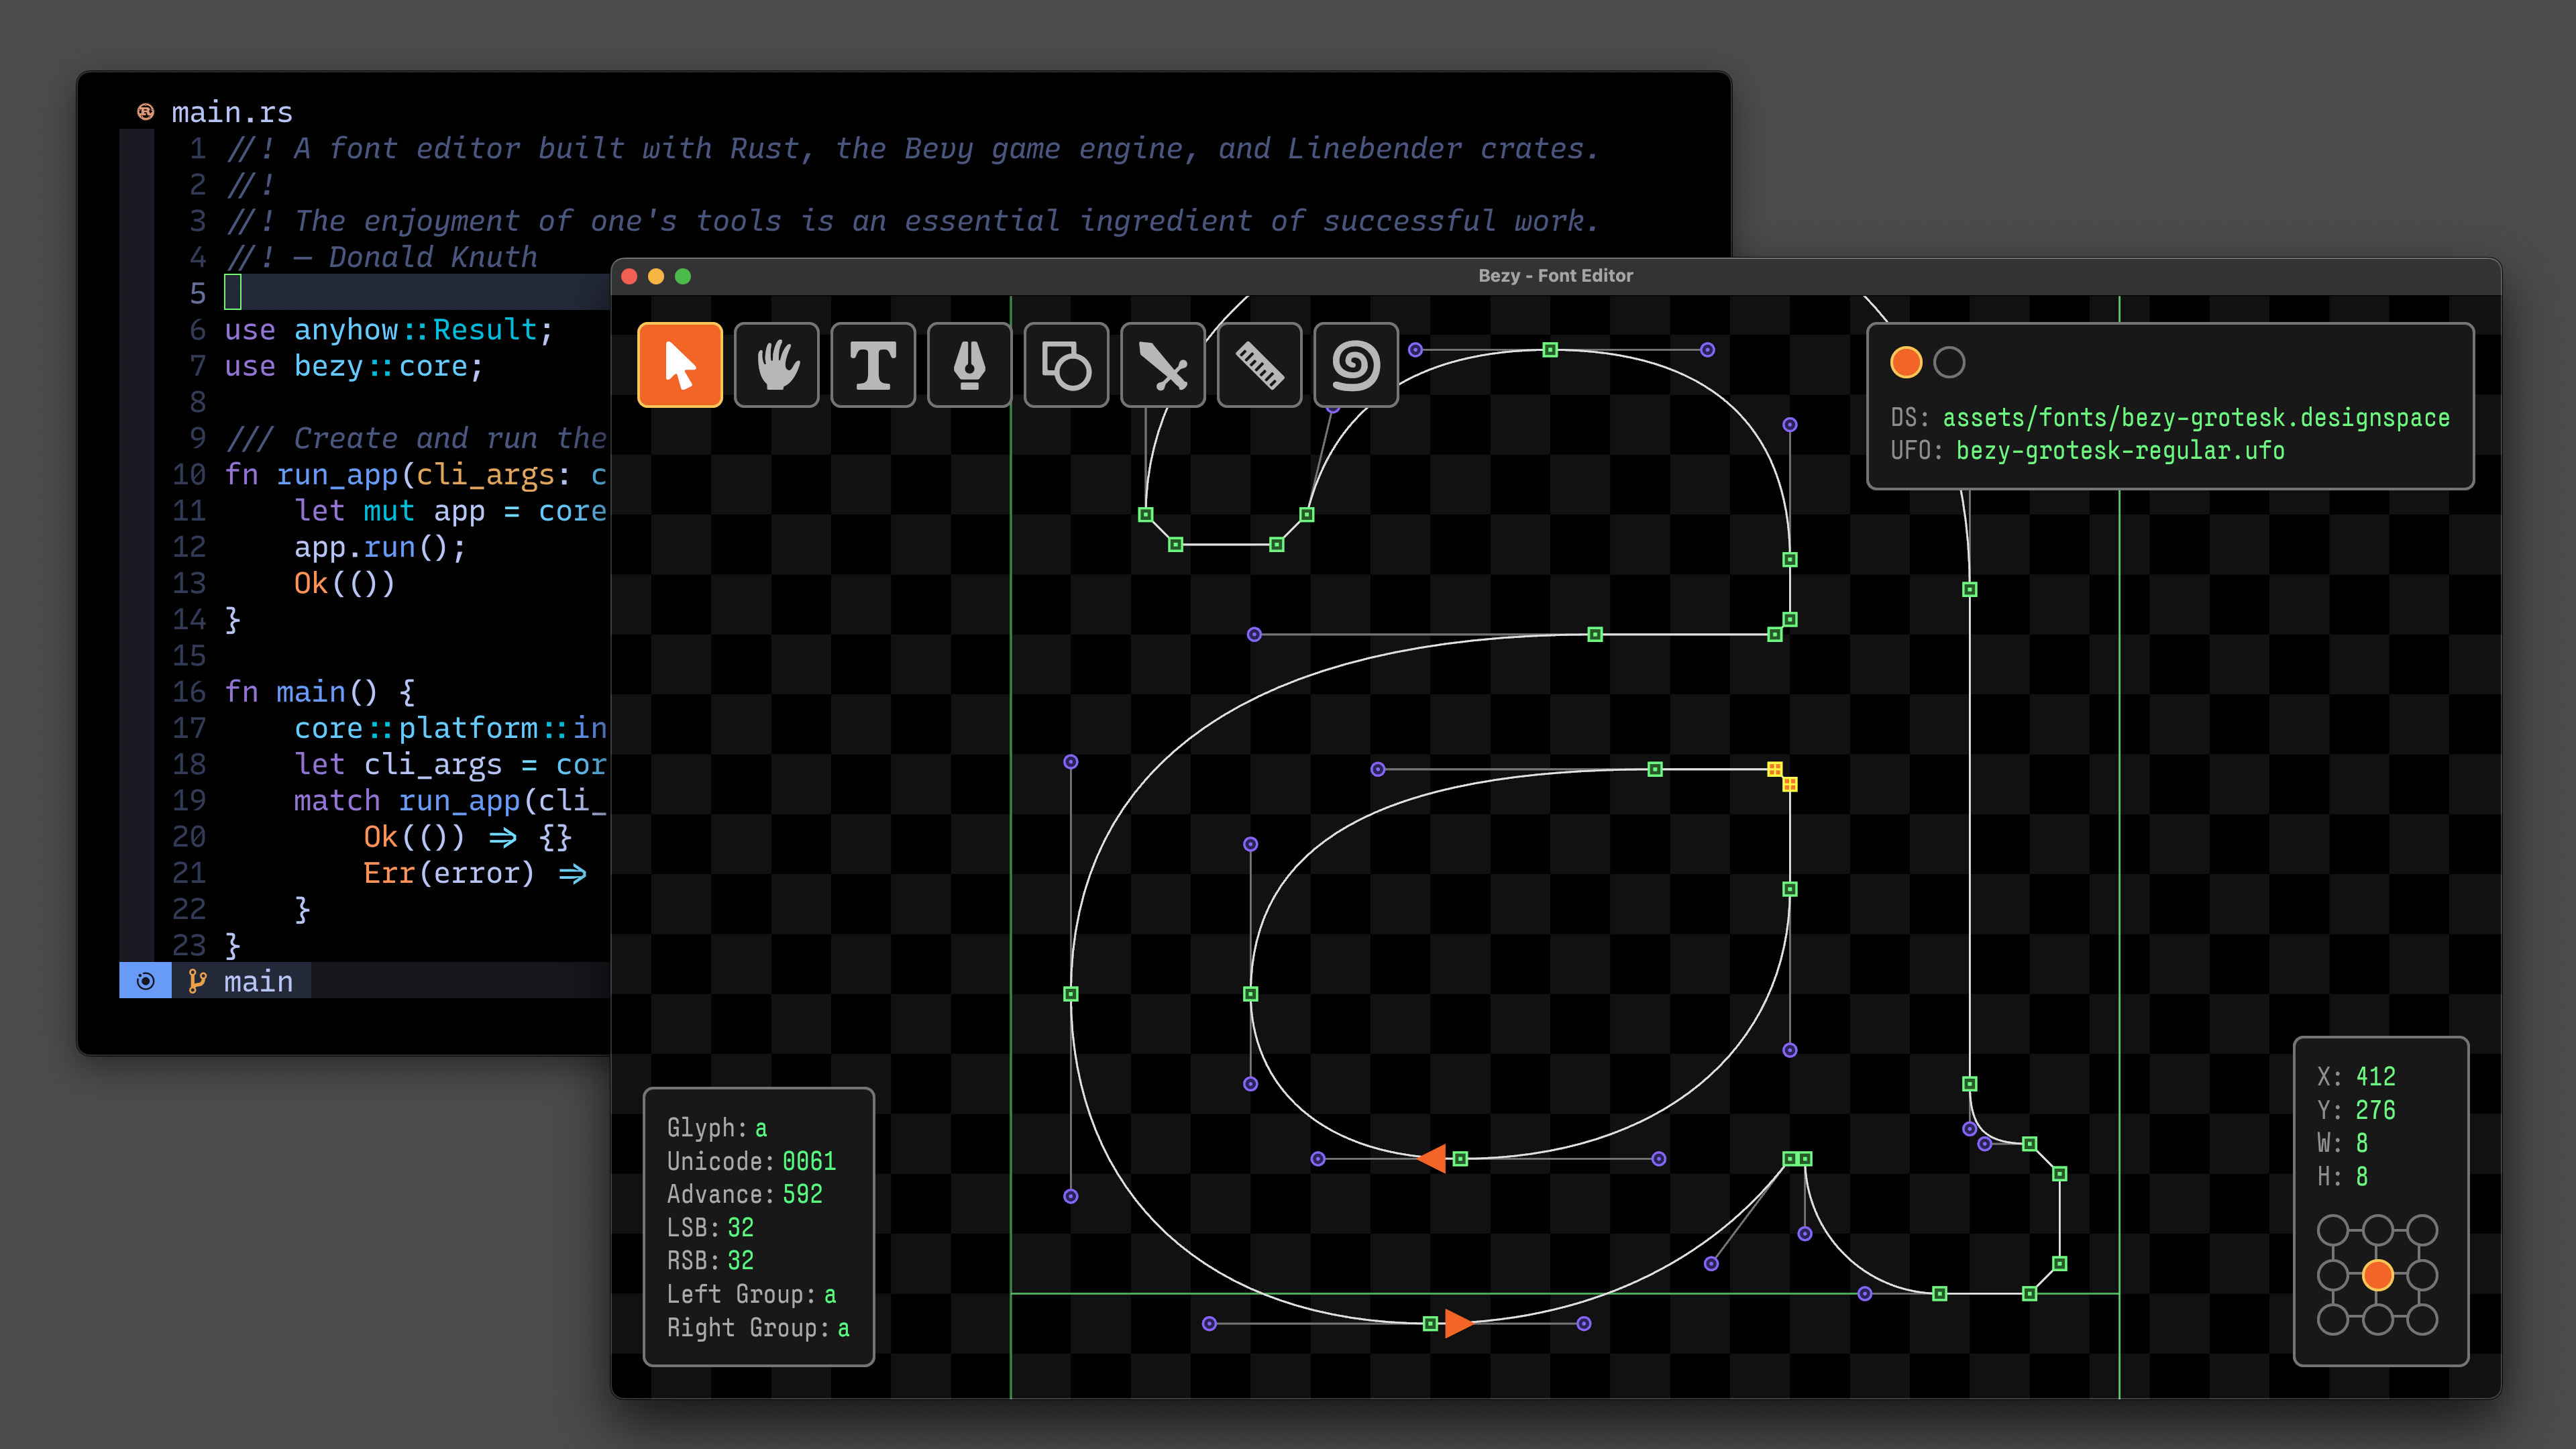 main.rs
1 //! A font editor built with Rust, the Bevy game engine, and Linebender crates.
2 //!
3 //! The enjoyment of one's tools is an essential ingredient of successful work.
4 //! — Donald Knuth
5
6 use anyhow::Result;
7 use bezy::core;
8
9 /// Create and run the
10 fn run_app(cli_args: c
11     let mut app = core
12     app.run();
13     Ok(())
14 }
15
16 fn main() {
17     core::platform::in
18     let cli_args = cor
19     match run_app(cli_
20         Ok(()) => {}
21         Err(error) =>
22     }
23 }
main
Bezy - Font Editor
T
DS: assets/fonts/bezy-grotesk.designspace
UFO: bezy-grotesk-regular.ufo
Glyph: a
Unicode: 0061
Advance: 592
LSB: 32
RSB: 32
Left Group: a
Right Group: a
X: 412
Y: 276
W: 8
H: 8